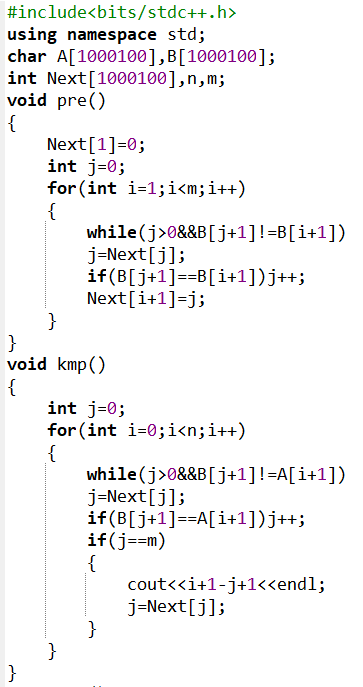 #include<bits/stdc++.h>
using namespace std;
char A[1000100],B[1000100];
int Next[1000100],n,m;
void pre()
{
    Next[1]=0;
    int j=0;
    for(int i=1;i<m;i++)
    {
        while(j>0&&B[j+1]!=B[i+1])
        j=Next[j];
        if(B[j+1]==B[i+1])j++;
        Next[i+1]=j;
    }
}
void kmp()
{
    int j=0;
    for(int i=0;i<n;i++)
    {
        while(j>0&&B[j+1]!=A[i+1])
        j=Next[j];
        if(B[j+1]==A[i+1])j++;
        if(j==m)
        {
            cout<<i+1-j+1<<endl;
            j=Next[j];
        }
    }
}